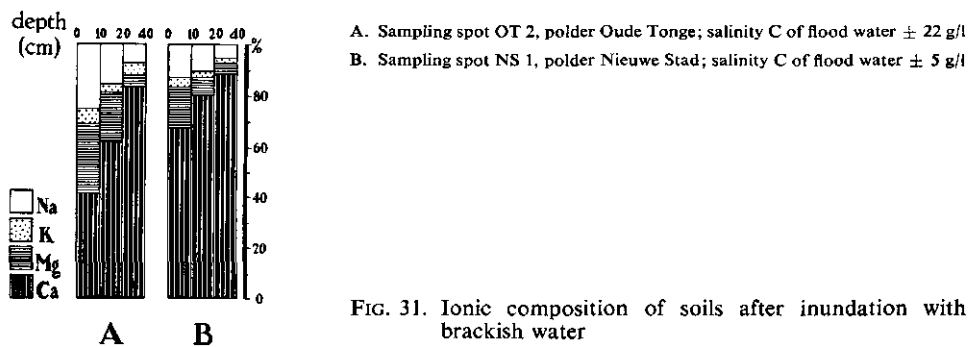 depth
(cm)
0 10 20 40
0 10 20 40
%
80
60
40
20
0
Na
K
Mg
Ca
A
B
A. Sampling spot OT 2, polder Oude Tonge; salinity C of flood water ± 22 g/l
B. Sampling spot NS 1, polder Nieuwe Stad; salinity C of flood water ± 5 g/l
FIG. 31. Ionic composition of soils after inundation with
brackish water